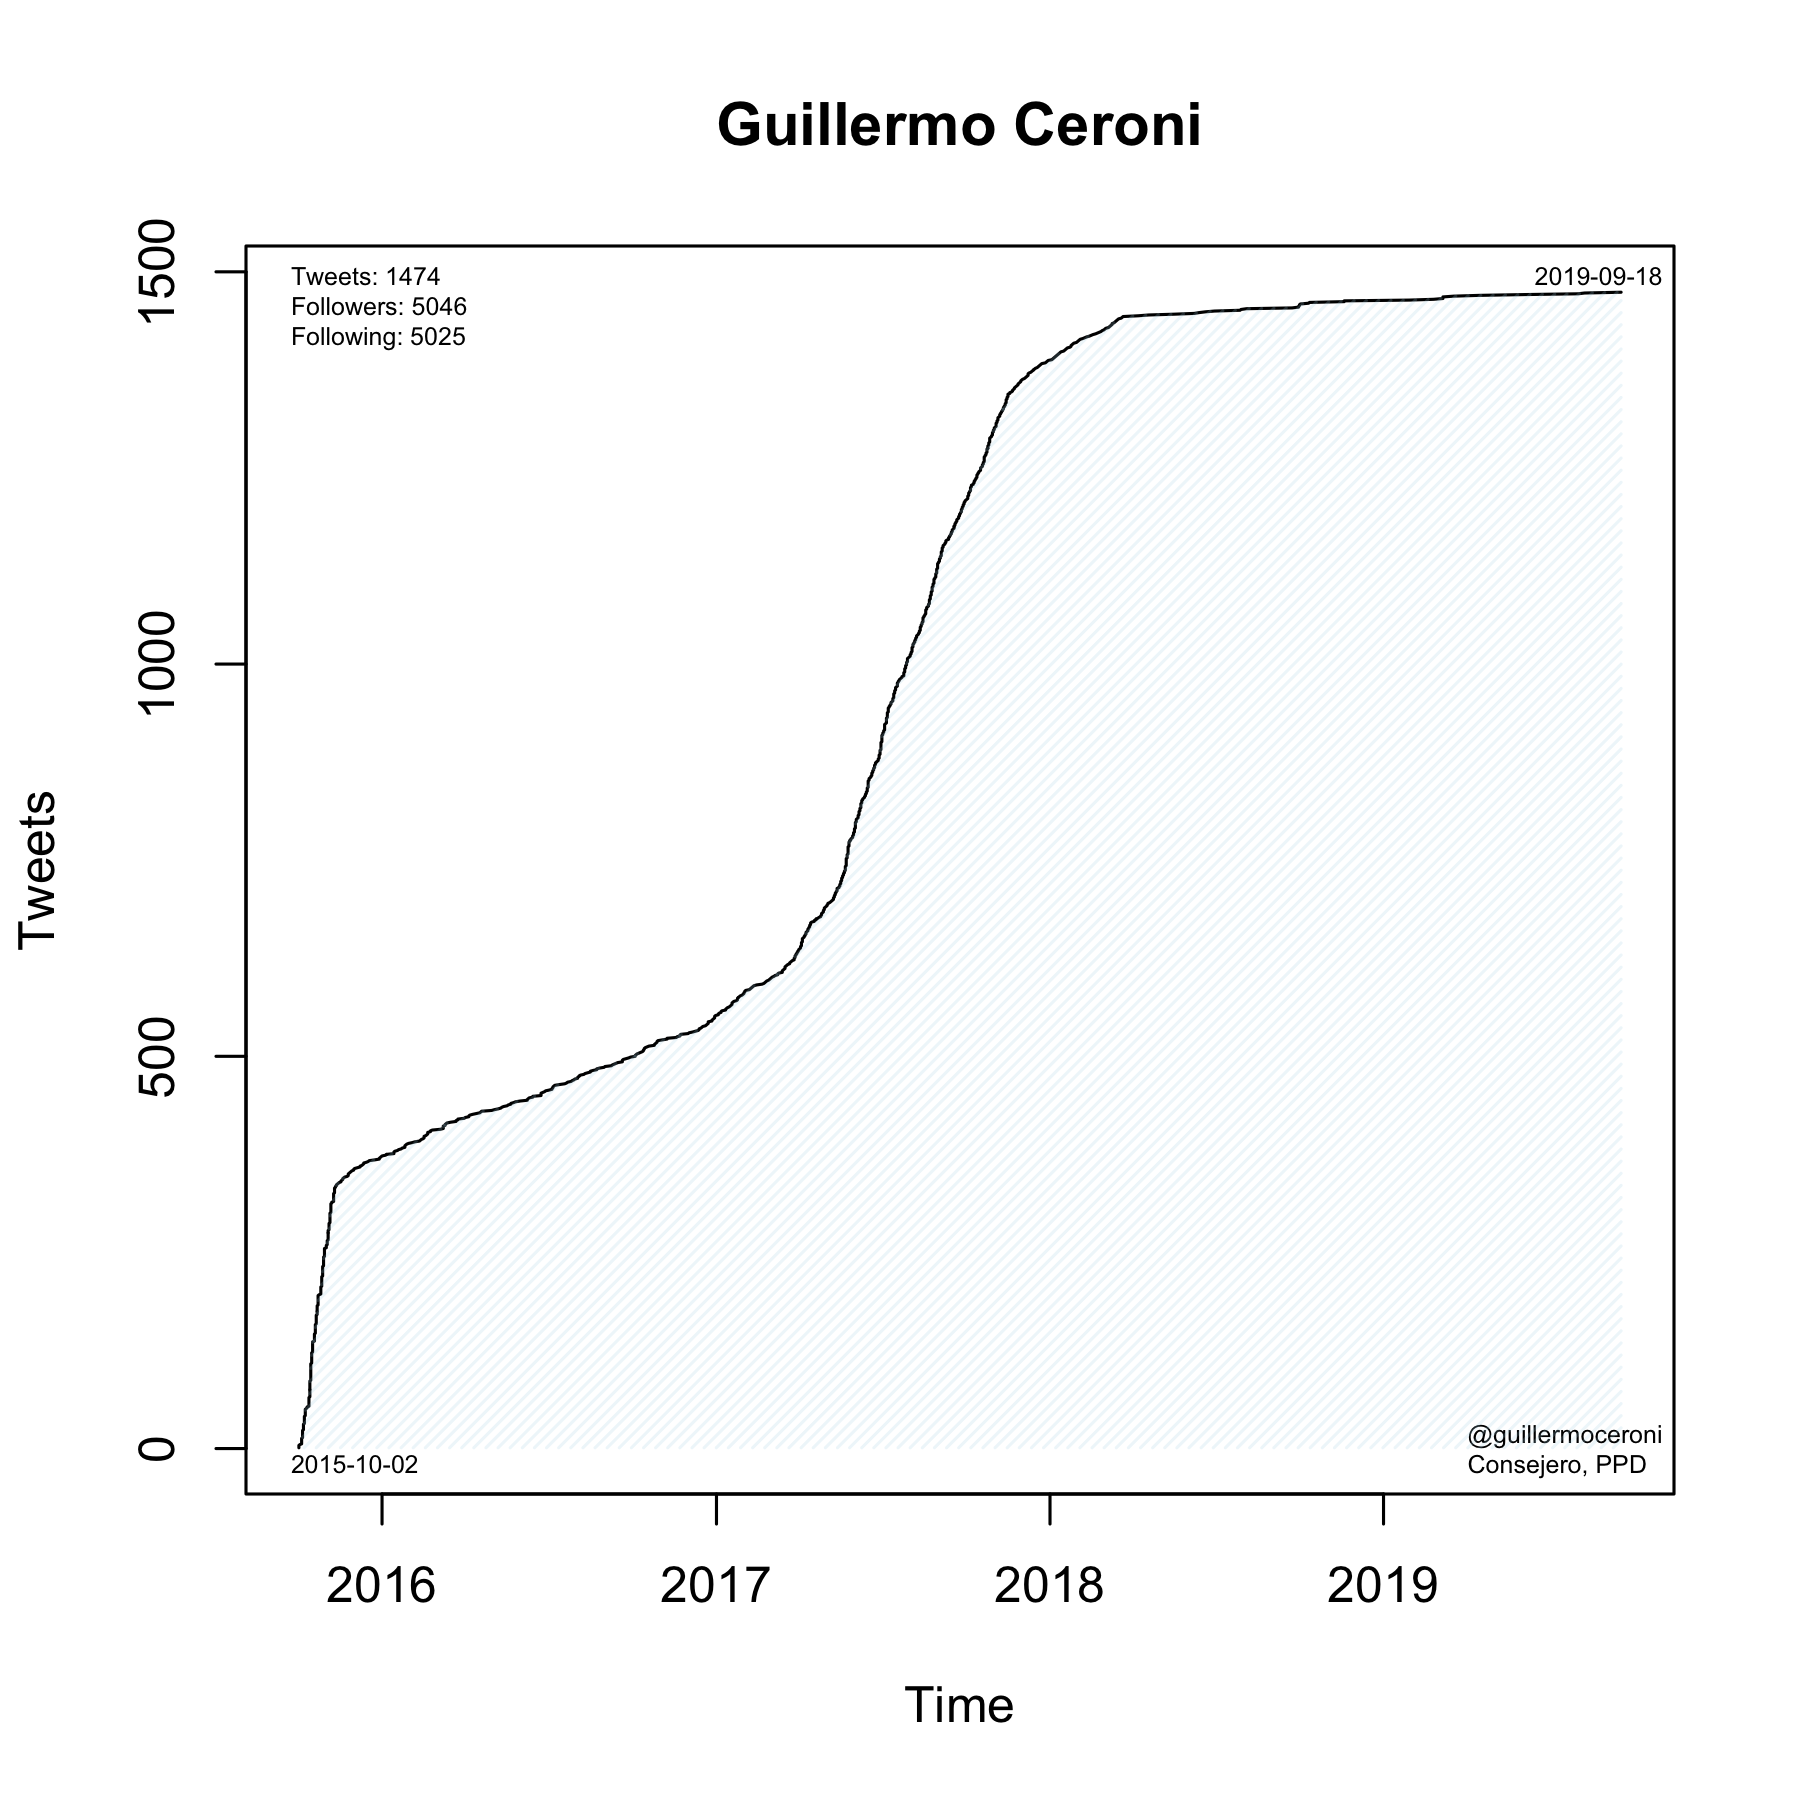 Guillermo Ceroni
Tweets: 1474
Followers: 5046
Following: 5025
2019-09-18
1500
1000
500
0
Tweets
@guillermoceroni
Consejero, PPD
2015-10-02
2016
2017
2018
2019
Time